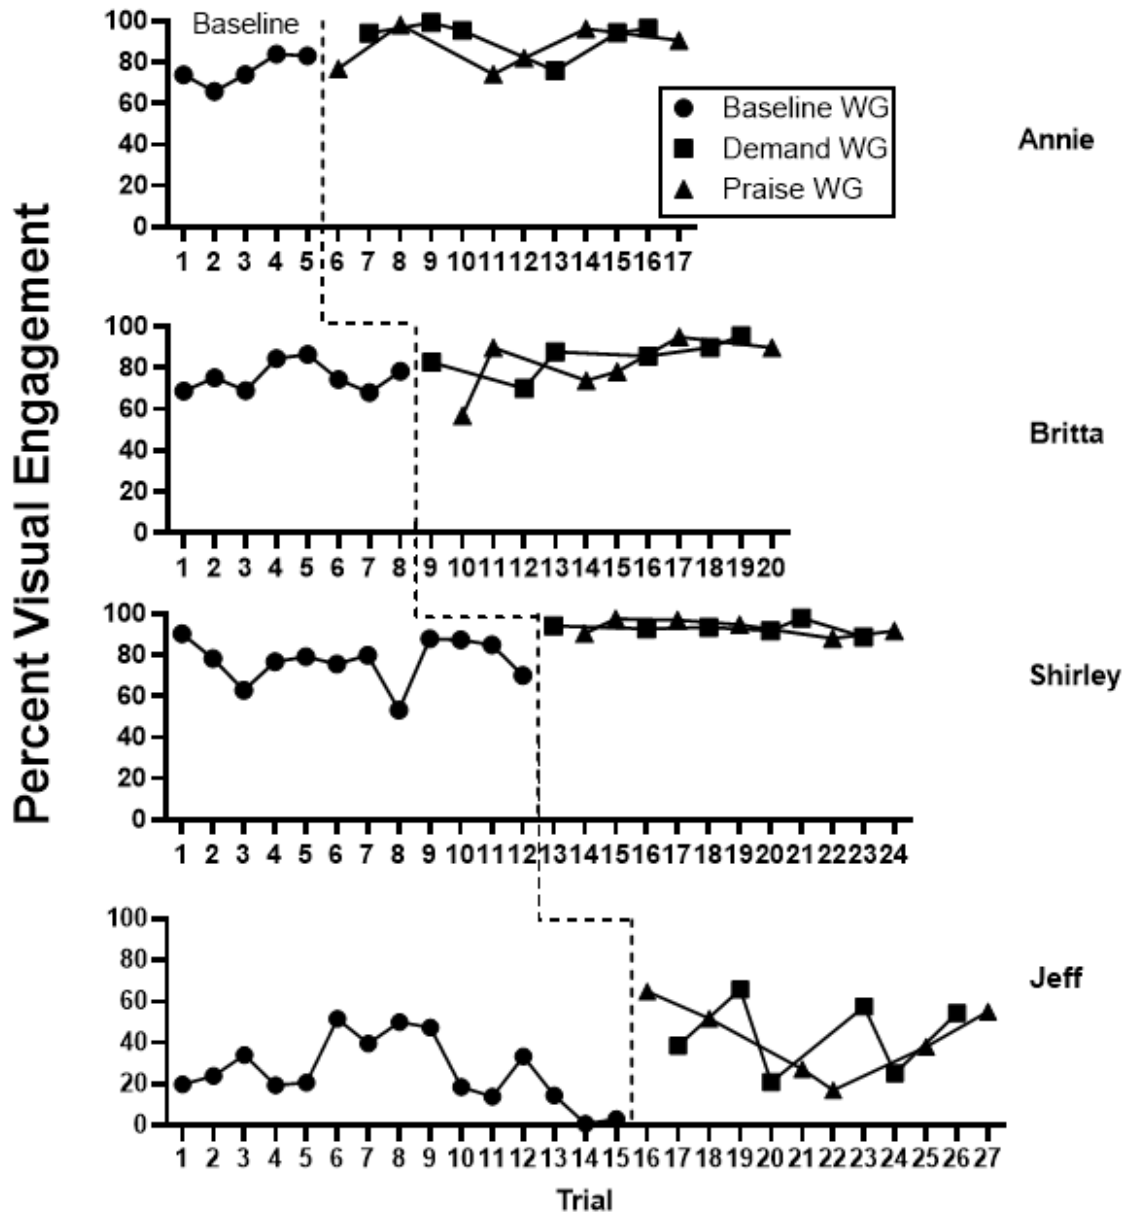 Percent Visual Engagement
Baseline
100
80
60
40
20
0
1 2 3 4 5 6 7 8 9 10 11 12 13 14 15 16 17
Baseline WG
Demand WG
Praise WG
Annie
100
80
60
40
20
0
1 2 3 4 5 6 7 8 9 10 11 12 13 14 15 16 17 18 19 20
Britta
100
80
60
40
20
0
1 2 3 4 5 6 7 8 9 10 11 12 13 14 15 16 17 18 19 20 21 22 23 24
Shirley
100
80
60
40
20
0
1 2 3 4 5 6 7 8 9 10 11 12 13 14 15 16 17 18 19 20 21 22 23 24 25 26 27
Jeff
Trial